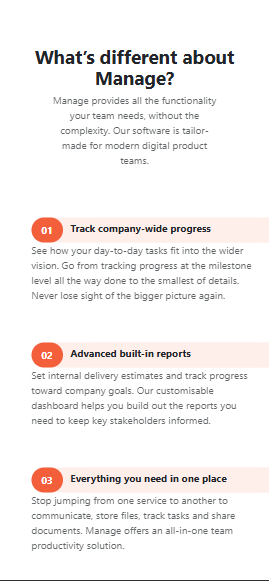 What's different about
Manage?
Manage provides all the functionality
your team needs, without the
complexity. Our software is tailor-
made for modern digital product
teams.
01 Track company-wide progress
See how your day-to-day tasks fit into the wider
vision. Go from tracking progress at the milestone
level all the way done to the smallest of details.
Never lose sight of the bigger picture again.
02 Advanced built-in reports
Set internal delivery estimates and track progress
toward company goals. Our customisable
dashboard helps you build out the reports you
need to keep key stakeholders informed.
03 Everything you need in one place
Stop jumping from one service to another to
communicate, store files, track tasks and share
documents. Manage offers an all-in-one team
productivity solution.